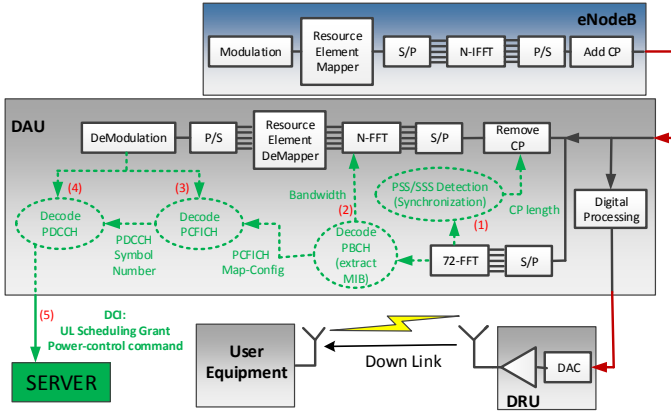 eNodeB
Modulation
Resource
Element
Mapper
S/P
N-IFFT
P/S
Add CP
DAU
DeModulation
P/S
Resource
Element
DeMapper
N-FFT
S/P
Remove
CP
(4)
(3)
Bandwidth
(2)
PSS/SSS Detection
(Synchronization)
CP length
Digital
Processing
Decode
PDCCH
Decode
PCFICH
(1)
PDCCH
Symbol
Number
PCFICH
Map-Config
Decode
PBCH
(extract
MIB)
72-FFT
S/P
(5)
DCI:
UL Scheduling Grant
Power-control command
SERVER
User
Equipment
Down Link
DAC
DRU